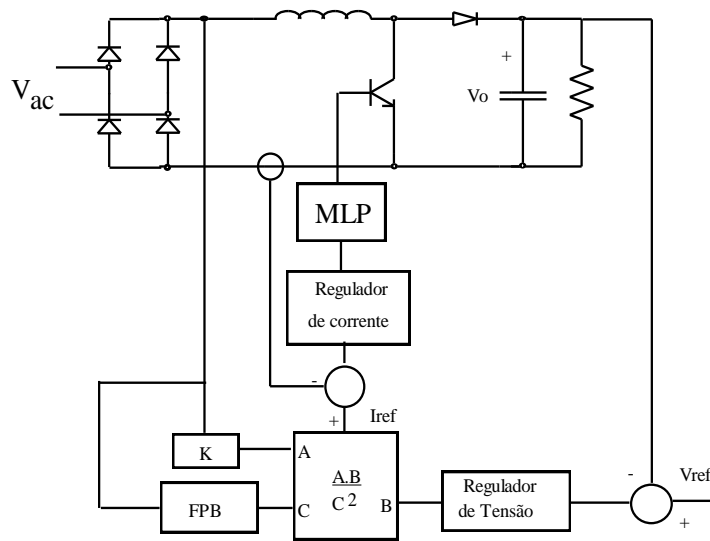 +
V
ac
Vo
MLP
Regulador
de corrente
-
+
Iref
K
A
A.B
C 2
C
B
FPB
Regulador
de Tensão
-
Vref
+